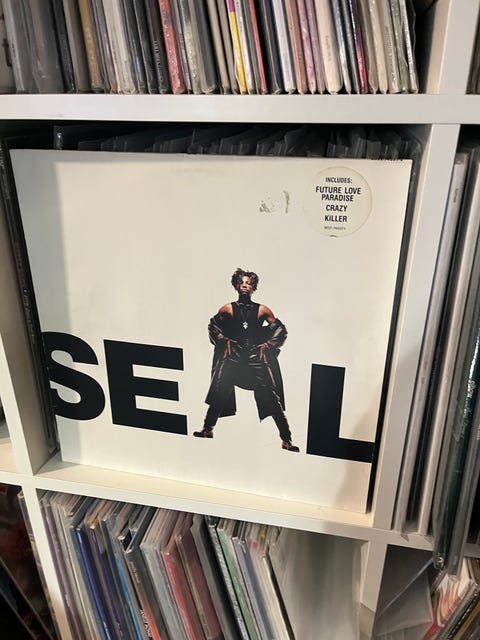 INCLUDES:
FUTURE LOVE
PARADISE
CRAZY
KILLER
SEAL